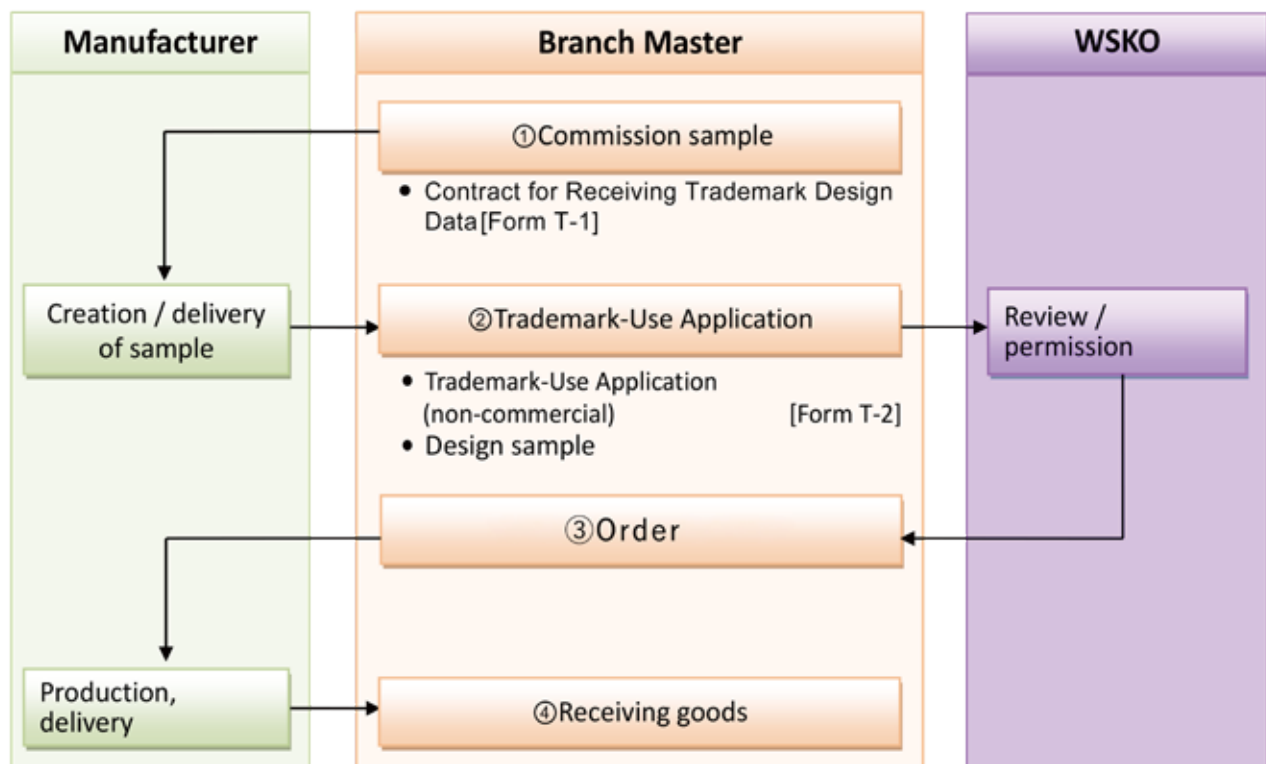 Manufacturer
Branch Master
WSKO
①Commission sample
• Contract for Receiving Trademark Design
Data[Form T-1]
Creation / delivery
of sample
②Trademark-Use Application
Review /
permission
• Trademark-Use Application
(non-commercial) [Form T-2]
• Design sample
③Order
Production,
delivery
④Receiving goods